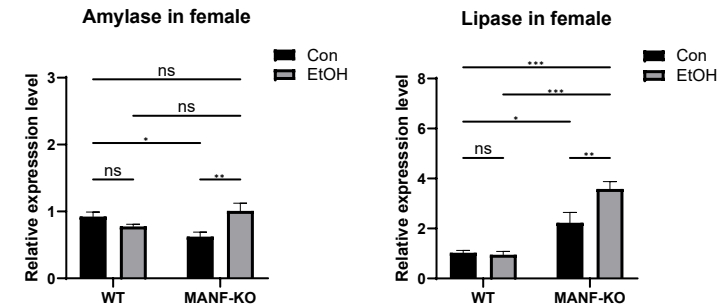 Amylase in female
Con
EtOH
Relative expresssion level
3
2
1
0
ns
ns
*
ns
**
WT
MANF-KO
Lipase in female
Con
EtOH
Relative expresssion level
8
6
4
2
0
***
***
*
ns
**
WT
MANF-KO